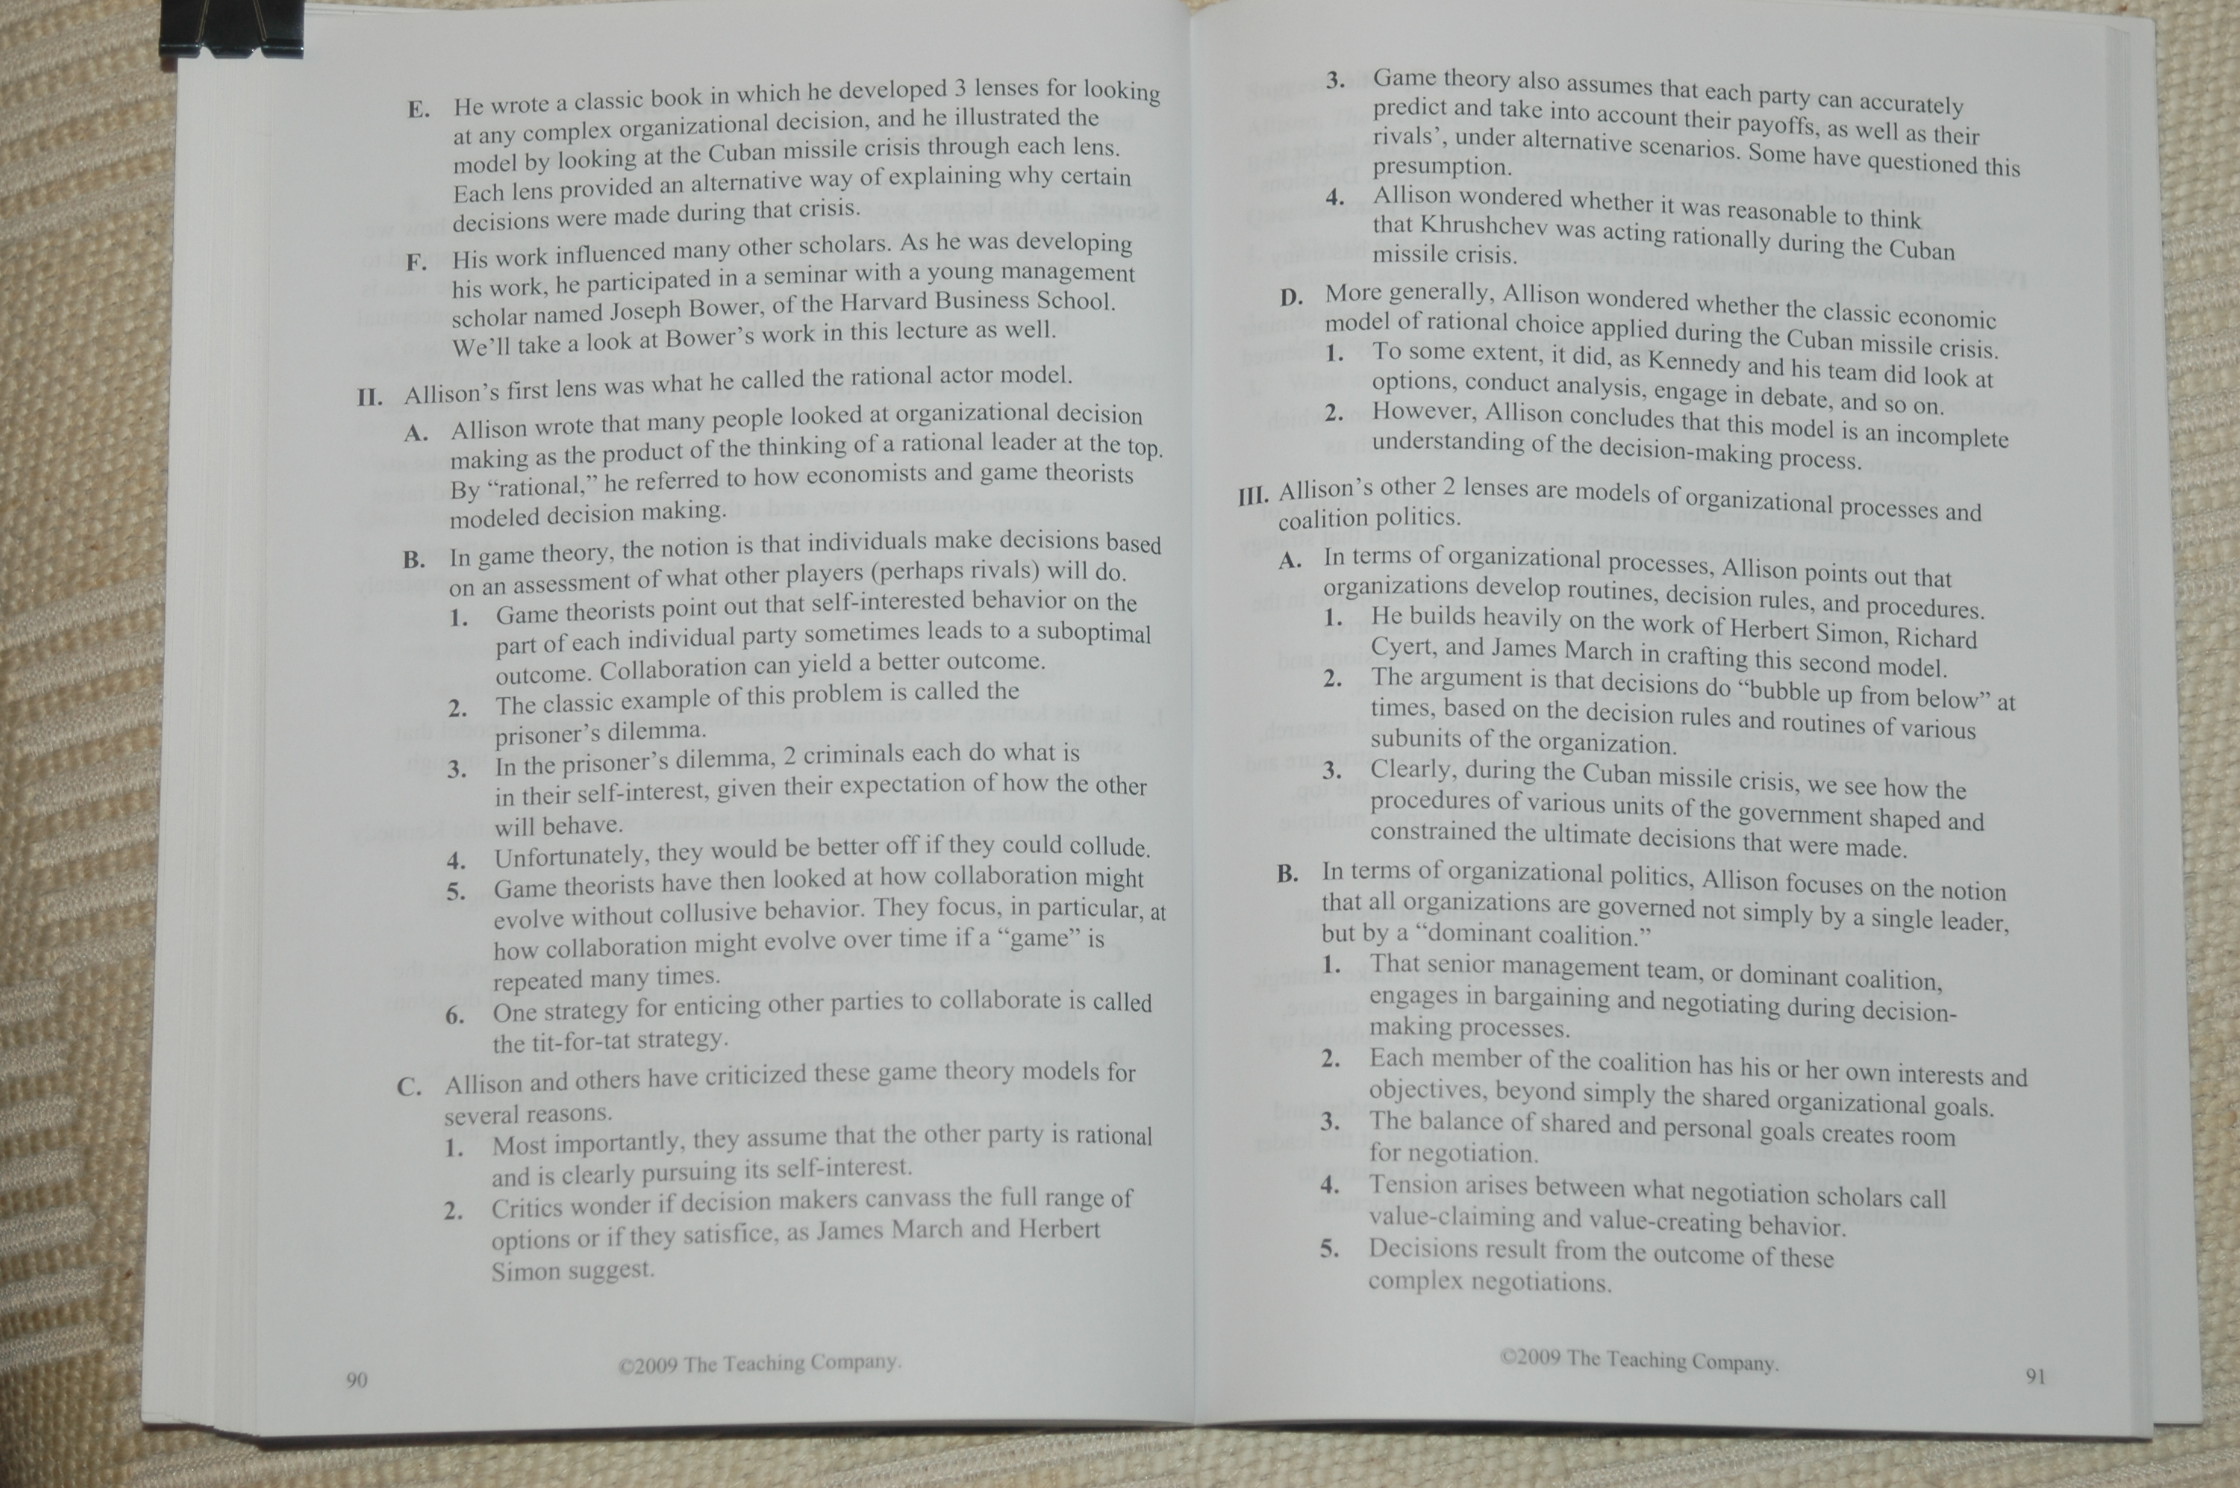 E. He wrote a classic book in which he developed 3 lenses for looking
at any complex organizational decision, and he illustrated the
model by looking at the Cuban missile crisis through each lens.
Each lens provided an alternative way of explaining why certain
decisions were made during that crisis.
F. His work influenced many other scholars. As he was developing
his work, he participated in a seminar with a young management
scholar named Joseph Bower, of the Harvard Business School.
We'll take a look at Bower's work in this lecture as well.
II. Allison's first lens was what he called the rational actor model.
A. Allison wrote that many people looked at organizational decision
making as the product of the thinking of a rational leader at the top.
By “rational,” he referred to how economists and game theorists
modeled decision making.
B. In game theory, the notion is that individuals make decisions based
on an assessment of what other players (perhaps rivals) will do.
1. Game theorists point out that self-interested behavior on the
part of each individual party sometimes leads to a suboptimal
outcome. Collaboration can yield a better outcome.
2. The classic example of this problem is called the
prisoner's dilemma.
3. In the prisoner's dilemma, 2 criminals each do what is
in their self-interest, given their expectation of how the other
will behave.
4. Unfortunately, they would be better off if they could collude.
5. Game theorists have then looked at how collaboration might
evolve without collusive behavior. They focus, in particular, at
how collaboration might evolve over time if a “game” is
repeated many times.
6. One strategy for enticing other parties to collaborate is called
the tit-for-tat strategy.
C. Allison and others have criticized these game theory models for
several reasons.
1. Most importantly, they assume that the other party is rational
and is clearly pursuing its self-interest.
2. Critics wonder if decision makers canvass the full range of
options or if they satisfice, as James March and Herbert
Simon suggest.
©2009 The Teaching Company.
90
3. Game theory also assumes that each party can accurately
predict and take into account their payoffs, as well as their
rivals', under alternative scenarios. Some have questioned this
presumption.
4. Allison wondered whether it was reasonable to think
that Khrushchev was acting rationally during the Cuban
missile crisis.
D. More generally, Allison wondered whether the classic economic
model of rational choice applied during the Cuban missile crisis.
1. To some extent, it did, as Kennedy and his team did look at
options, conduct analysis, engage in debate, and so on.
2. However, Allison concludes that this model is an incomplete
understanding of the decision-making process.
III. Allison's other 2 lenses are models of organizational processes and
coalition politics.
A. In terms of organizational processes, Allison points out that
organizations develop routines, decision rules, and procedures.
1. He builds heavily on the work of Herbert Simon, Richard
Cyert, and James March in crafting this second model.
2. The argument is that decisions do “bubble up from below” at
times, based on the decision rules and routines of various
subunits of the organization.
3. Clearly, during the Cuban missile crisis, we see how the
procedures of various units of the government shaped and
constrained the ultimate decisions that were made.
B. In terms of organizational politics, Allison focuses on the notion
that all organizations are governed not simply by a single leader,
but by a “dominant coalition.”
1. That senior management team, or dominant coalition,
engages in bargaining and negotiating during decision-
making processes.
2. Each member of the coalition has his or her own interests and
objectives, beyond simply the shared organizational goals.
3. The balance of shared and personal goals creates room
for negotiation.
4. Tension arises between what negotiation scholars call
value-claiming and value-creating behavior.
5. Decisions result from the outcome of these
complex negotiations.
©2009 The Teaching Company.
91